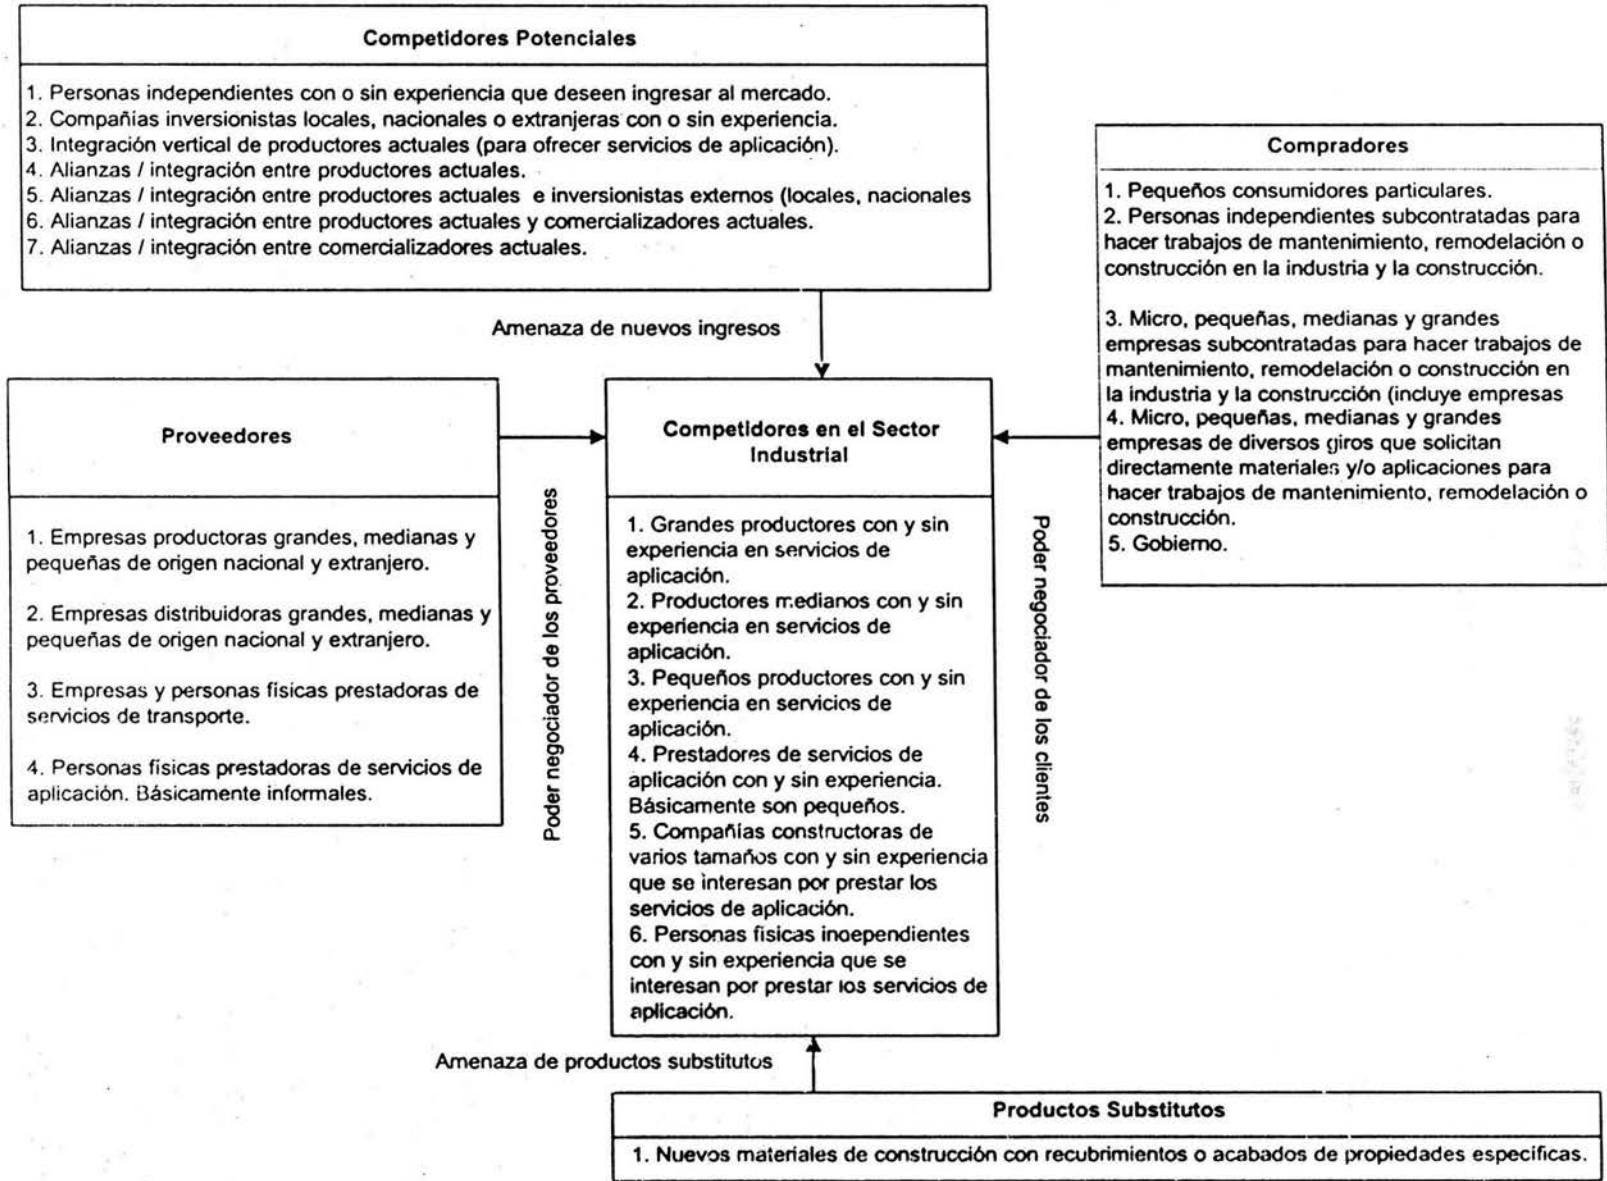 Competidores Potenciales
1. Personas independientes con o sin experiencia que deseen ingresar al mercado.
2. Compañías inversionistas locales, nacionales o extranjeras con o sin experiencia.
3. Integración vertical de productores actuales (para ofrecer servicios de aplicación).
4. Alianzas / integración entre productores actuales.
5. Alianzas / integración entre productores actuales e inversionistas externos (locales, nacionales
6. Alianzas / integración entre productores actuales y comercializadores actuales.
7. Alianzas / integración entre comercializadores actuales.
Amenaza de nuevos ingresos
Compradores
1. Pequeños consumidores particulares.
2. Personas independientes subcontratadas para
hacer trabajos de mantenimiento, remodelación o
construcción en la industria y la construcción.
3. Micro, pequeñas, medianas y grandes
empresas subcontratadas para hacer trabajos de
mantenimiento, remodelación o construcción en
la industria y la construcción (incluye empresas
4. Micro, pequeñas, medianas y grandes
empresas de diversos giros que solicitan
directamente materiales y/o aplicaciones para
hacer trabajos de mantenimiento, remodelación o
construcción.
5. Gobierno.
Proveedores
1. Empresas productoras grandes, medianas y
pequeñas de origen nacional y extranjero.
2. Empresas distribuidoras grandes, medianas y
pequeñas de origen nacional y extranjero.
3. Empresas y personas físicas prestadoras de
servicios de transporte.
4. Personas físicas prestadoras de servicios de
aplicación. Básicamente informales.
Poder negociador de los proveedores
Competidores en el Sector
Industrial
1. Grandes productores con y sin
experiencia en servicios de
aplicación.
2. Productores medianos con y sin
experiencia en servicios de
aplicación.
3. Pequeños productores con y sin
experiencia en servicios de
aplicación.
4. Prestadores de servicios de
aplicación con y sin experiencia.
Básicamente son pequeños.
5. Compañías constructoras de
varios tamaños con y sin experiencia
que se interesan por prestar los
servicios de aplicación.
6. Personas físicas independientes
con y sin experiencia que se
interesan por prestar los servicios de
aplicación.
Poder negociador de los clientes
Amenaza de productos substitutos
Productos Substitutos
1. Nuevos materiales de construcción con recubrimientos o acabados de propiedades especificas.